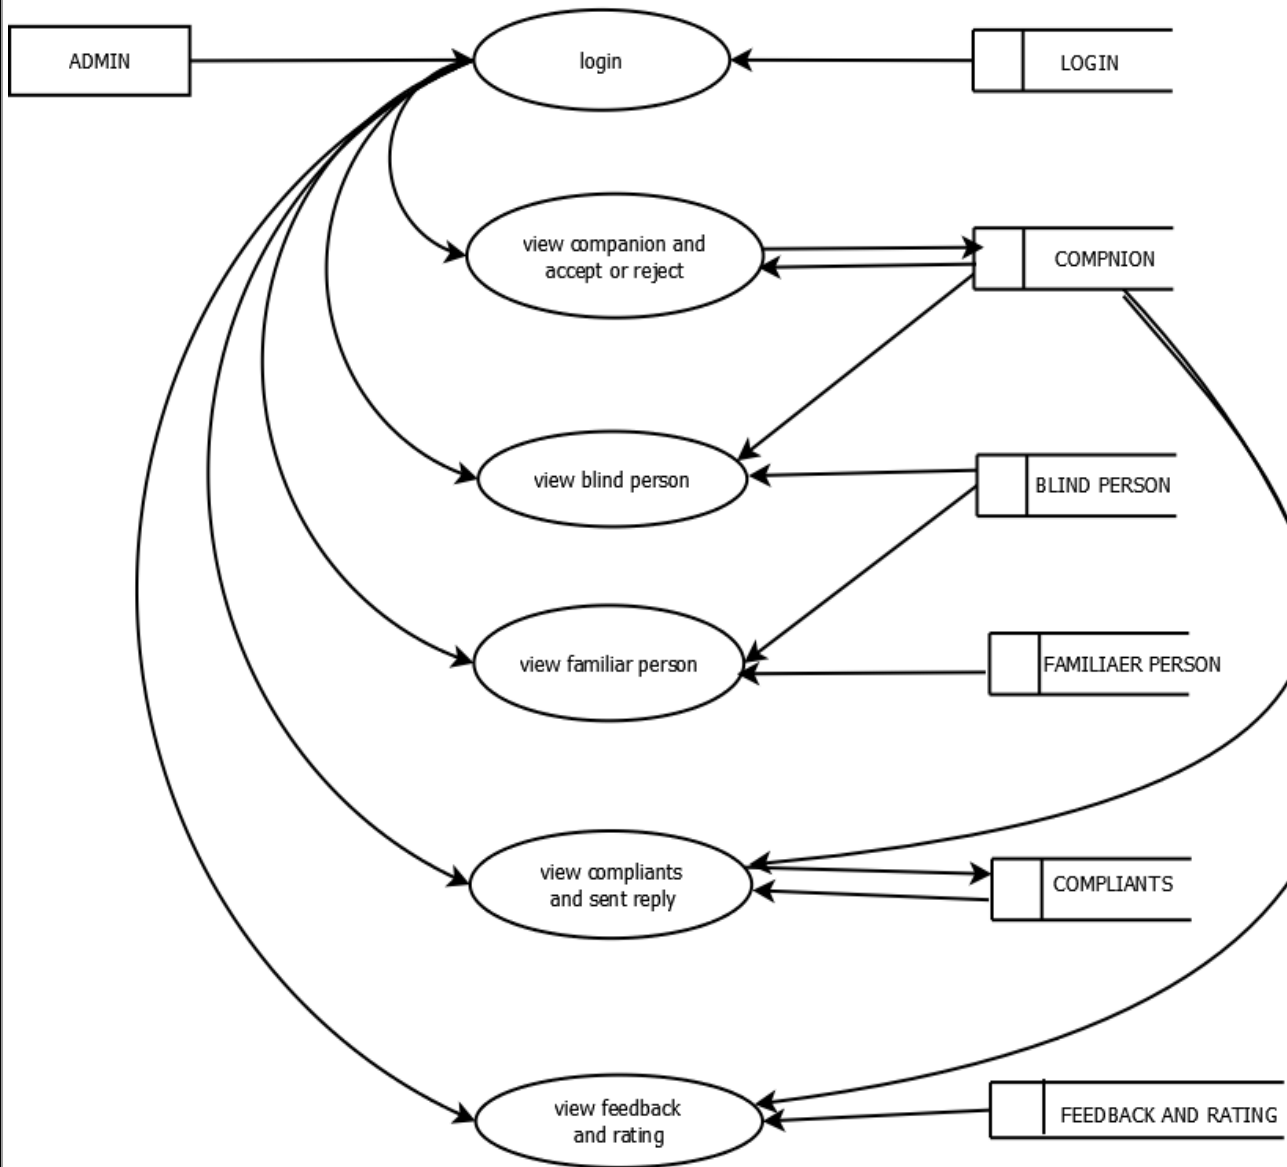 ADMIN
login
LOGIN
view companion and
accept or reject
COMPNION
view blind person
BLIND PERSON
view familiar person
FAMILIAER PERSON
view compliants
and sent reply
COMPLIANTS
view feedback
and rating
FEEDBACK AND RATING